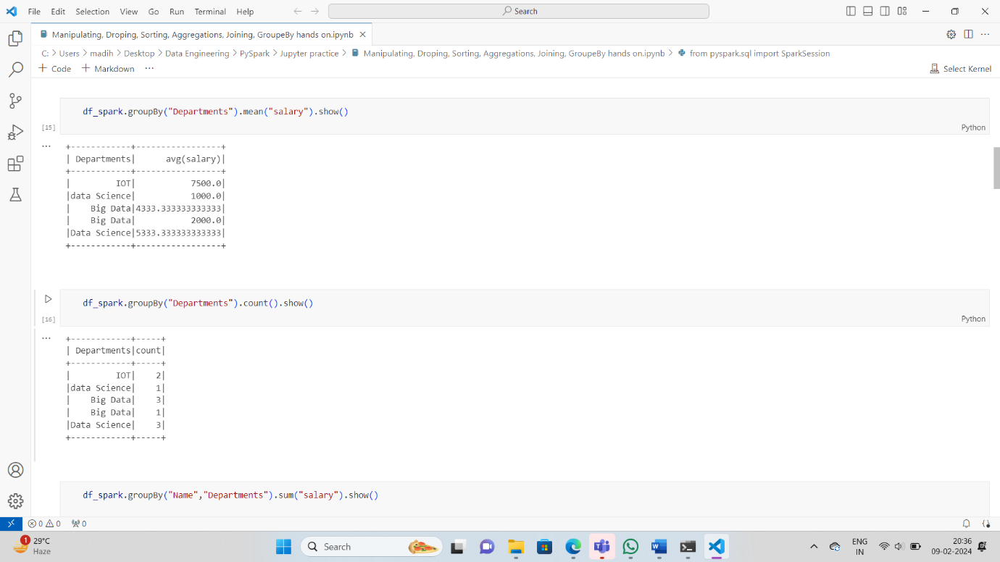 File Edit Selection View Go Run Terminal Help
Search
Manipulating, Droping, Sorting, Aggregations, Joining, GroupeBy hands on.ipynb
C: > Users > madih > Desktop > Data Engineering > PySpark > Jupyter practice > Manipulating, Droping, Sorting, Aggregations, Joining, GroupeBy hands on.ipynb > from pyspark.sql import SparkSession
+ Code + Markdown ... Select Kernel
df_spark.groupBy("Departments").mean("salary").show()
[15] Python
... +------------+----------------+
| Departments|     avg(salary)|
+------------+----------------+
|         IOT|          7500.0|
|data Science|          1000.0|
|    Big Data|4333.333333333333|
|    Big Data|          2000.0|
|Data Science|5333.333333333333|
+------------+----------------+
df_spark.groupBy("Departments").count().show()
[16] Python
... +------------+-----+
| Departments|count|
+------------+-----+
|         IOT|    2|
|data Science|    1|
|    Big Data|    3|
|    Big Data|    1|
|Data Science|    3|
+------------+-----+
df_spark.groupBy("Name","Departments").sum("salary").show()
0 0 0
1 29°C
Haze
Search
ENG
IN
20:36
09-02-2024